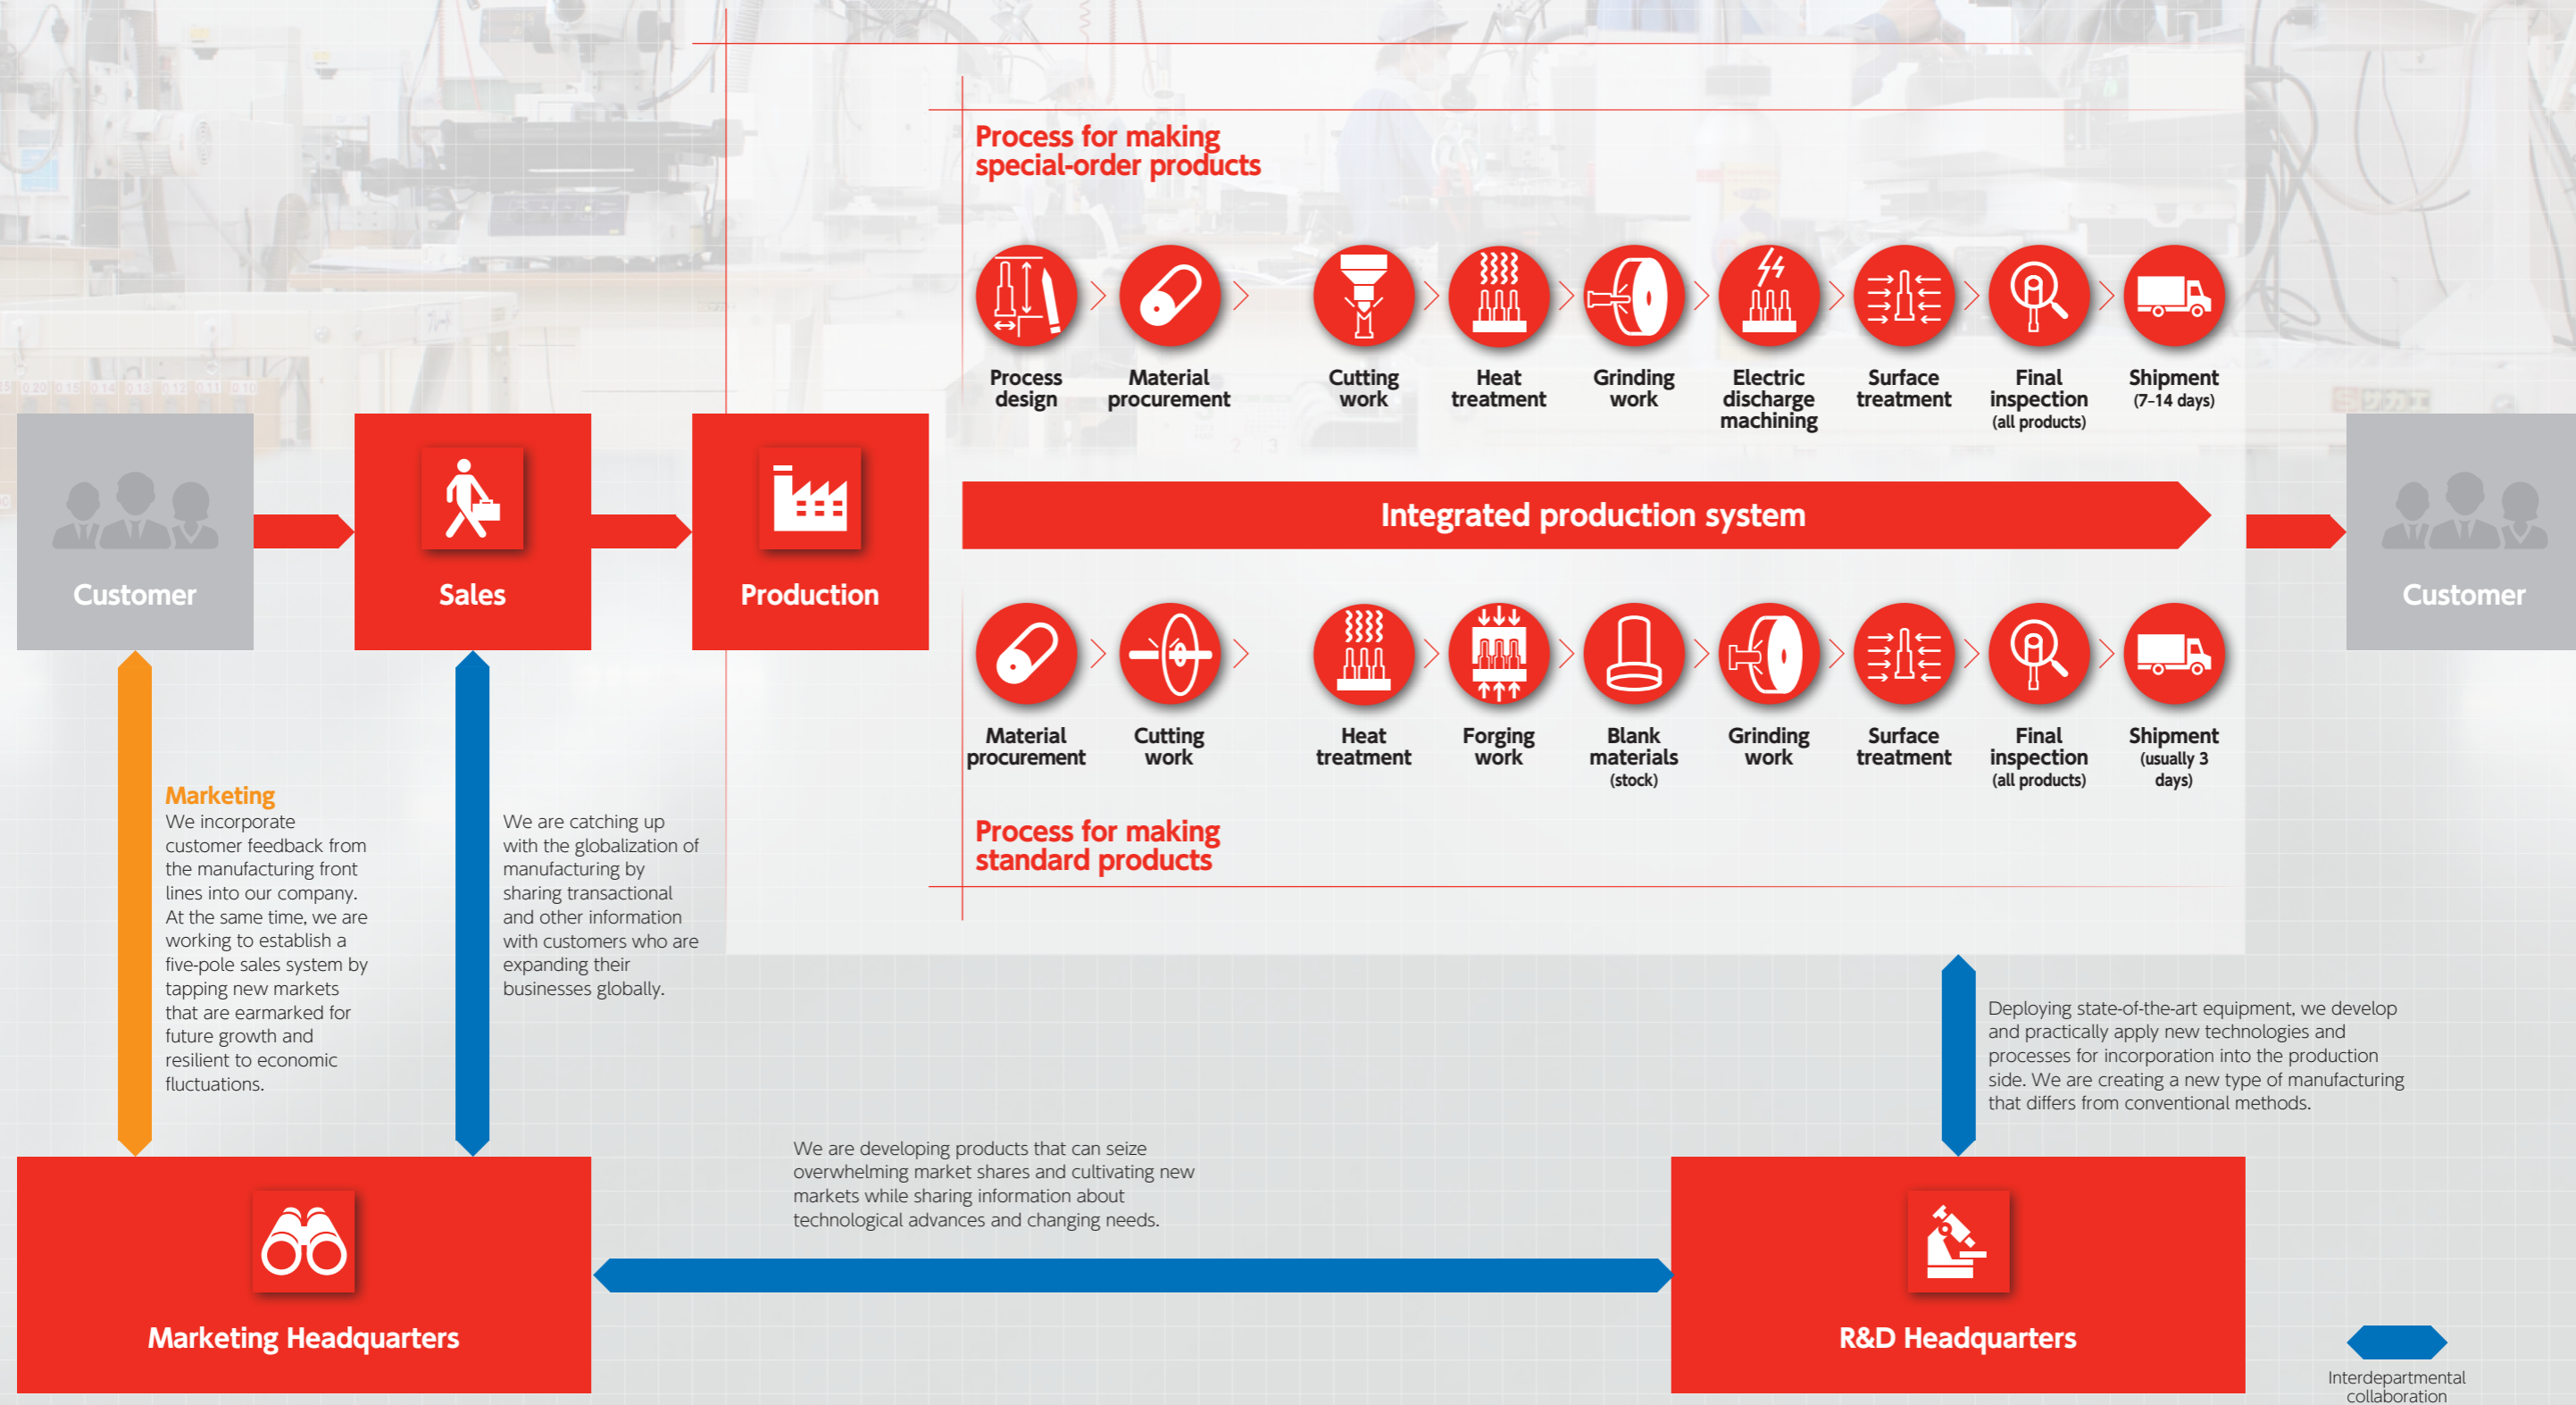 Process for making
special-order products
Process
design
Material
procurement
Cutting
work
Heat
treatment
Grinding
work
Electric
discharge
machining
Surface
treatment
Final
inspection
(all products)
Shipment
(7–14 days)
Customer
Sales
Production
Integrated production system
Customer
Material
procurement
Cutting
work
Heat
treatment
Forging
work
Blank
materials
(stock)
Grinding
work
Surface
treatment
Final
inspection
(all products)
Shipment
(usually 3
days)
Process for making
standard products
Marketing
We incorporate
customer feedback from
the manufacturing front
lines into our company.
At the same time, we are
working to establish a
five-pole sales system by
tapping new markets
that are earmarked for
future growth and
resilient to economic
fluctuations.
We are catching up
with the globalization of
manufacturing by
sharing transactional
and other information
with customers who are
expanding their
businesses globally.
Deploying state-of-the-art equipment, we develop
and practically apply new technologies and
processes for incorporation into the production
side. We are creating a new type of manufacturing
that differs from conventional methods.
We are developing products that can seize
overwhelming market shares and cultivating new
markets while sharing information about
technological advances and changing needs.
Marketing Headquarters
R&D Headquarters
Interdepartmental
collaboration